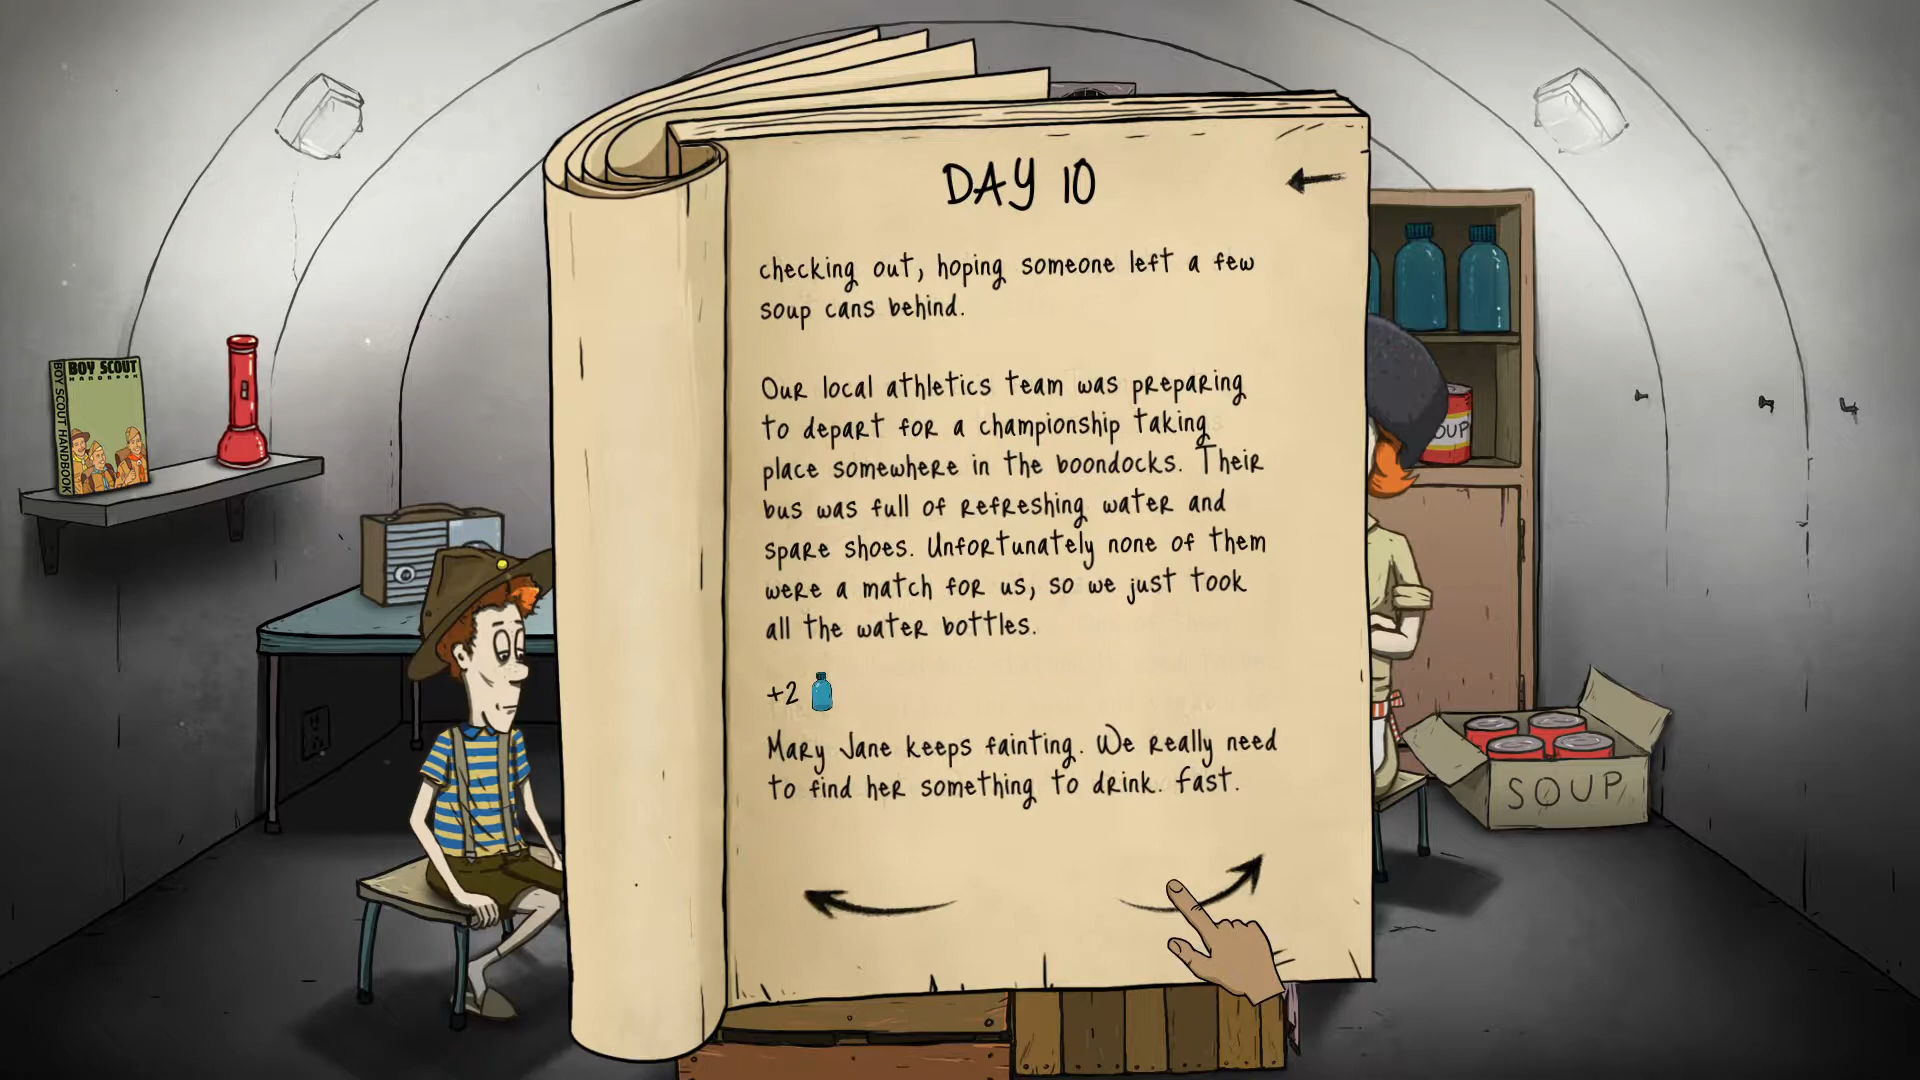 DAY 10
checking out, hoping someone left a few
soup cans behind.
Our local athletics team was preparing
to depart for a championship taking
place somewhere in the boondocks. Their
bus was full of refreshing water and
spare shoes. Unfortunately none of them
were a match for us, so we just took
all the water bottles.
+2
Mary Jane keeps fainting. We really need
to find her something to drink. fast.
BOY SCOUT
HANDBOOK
BOY SCOUT HANDBOOK
OUP
SOUP